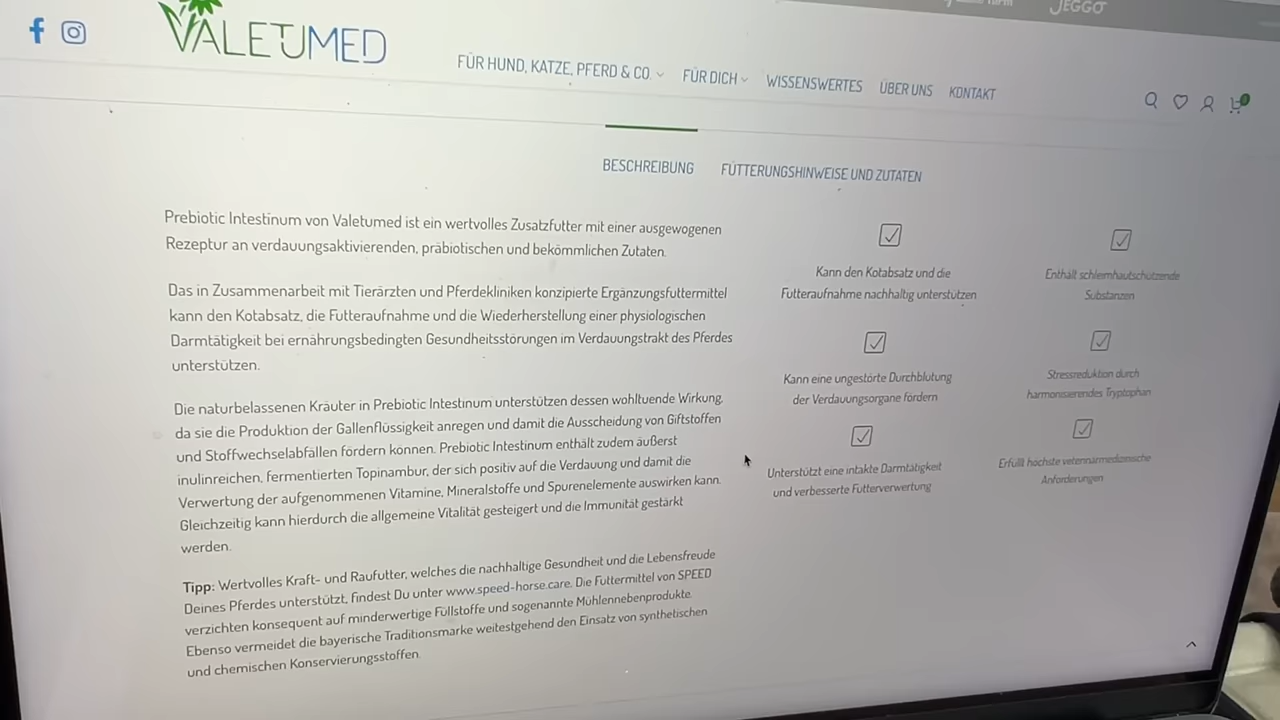 JEGGO
VALETUMED
FÜR HUND, KATZE, PFERD & CO.
FÜR DICH
WISSENSWERTES
ÜBER UNS
KONTAKT
BESCHREIBUNG
FÜTTERUNGSHINWEISE UND ZUTATEN
Prebiotic Intestinum von Valetumed ist ein wertvolles Zusatzfutter mit einer ausgewogenen
Rezeptur an verdauungsaktivierenden, präbiotischen und bekömmlichen Zutaten.
Das in Zusammenarbeit mit Tierärzten und Pferdekliniken konzipierte Ergänzungsfuttermittel
kann den Kotabsatz, die Futteraufnahme und die Wiederherstellung einer physiologischen
Darmtätigkeit bei ernährungsbedingten Gesundheitsstörungen im Verdauungstrakt des Pferdes
unterstützen.
Die naturbelassenen Kräuter in Prebiotic Intestinum unterstützen dessen wohltuende Wirkung,
da sie die Produktion der Gallenflüssigkeit anregen und damit die Ausscheidung von Giftstoffen
und Stoffwechselabfällen fördern können. Prebiotic Intestinum enthält zudem äußerst
inulinreichen, fermentierten Topinambur, der sich positiv auf die Verdauung und damit die
Verwertung der aufgenommenen Vitamine, Mineralstoffe und Spurenelemente auswirken kann.
Gleichzeitig kann hierdurch die allgemeine Vitalität gesteigert und die Immunität gestärkt
werden.
Tipp: Wertvolles Kraft- und Raufutter, welches die nachhaltige Gesundheit und die Lebensfreude
Deines Pferdes unterstützt, findest Du unter www.speed-horse.care. Die Futtermittel von SPEED
verzichten konsequent auf minderwertige Füllstoffe und sogenannte Mühlennebenprodukte.
Ebenso vermeidet die bayerische Traditionsmarke weitestgehend den Einsatz von synthetischen
und chemischen Konservierungsstoffen.
Kann den Kotabsatz und die
Futteraufnahme nachhaltig unterstützen
Enthält schleimhautschützende
Substanzen
Kann eine ungestörte Durchblutung
der Verdauungsorgane fördern
Stressreduktion durch
harmonisierendes Tryptophan
Unterstützt eine intakte Darmtätigkeit
und verbesserte Futterverwertung
Erfüllt höchste veterinärmedizinische
Anforderungen